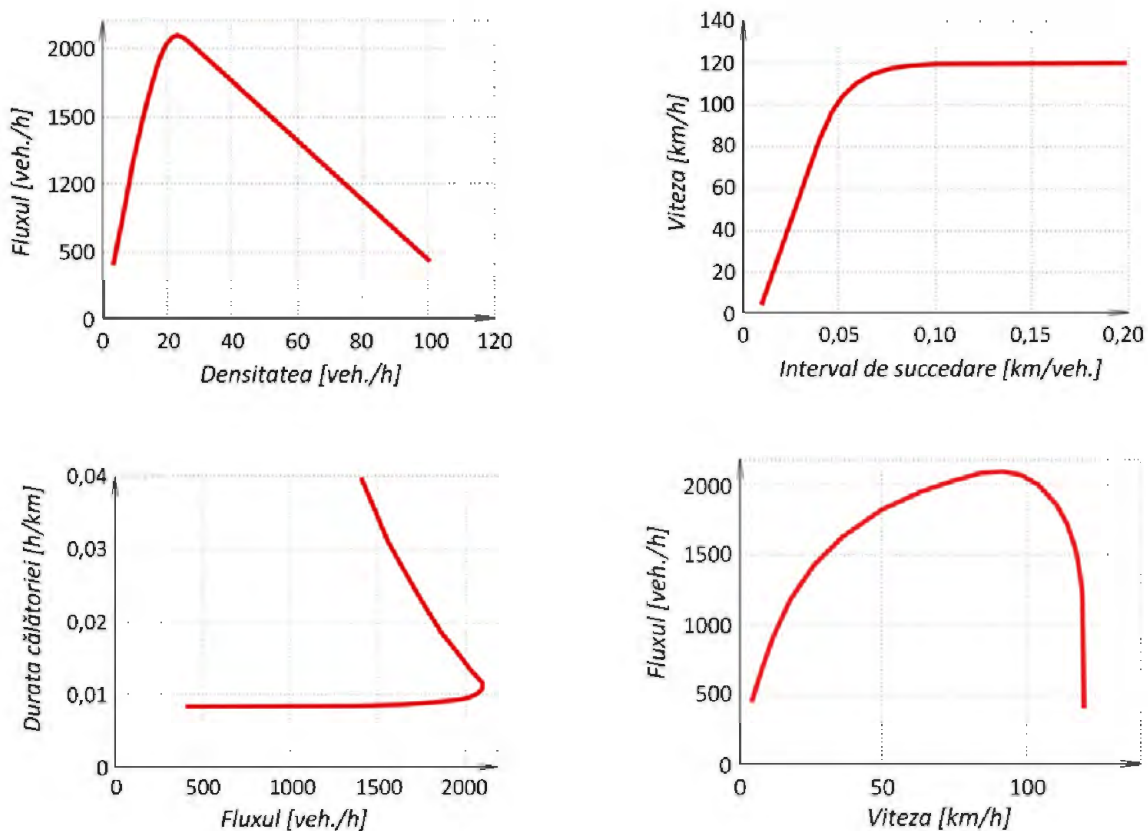 Fluxul [veh./h]
2000
1500
1200
500
0
0 20 40 60 80 100 120
Densitatea [veh./h]
Viteza [km/h]
140
120
100
80
60
40
20
0
0 0,05 0,10 0,15 0,20
Interval de succedare [km/veh.]
Durata călătoriei [h/km]
0,04
0,03
0,02
0,01
0
0 500 1000 1500 2000
Fluxul [veh./h]
Fluxul [veh./h]
2000
1500
1000
500
0
0 50 100
Viteza [km/h]